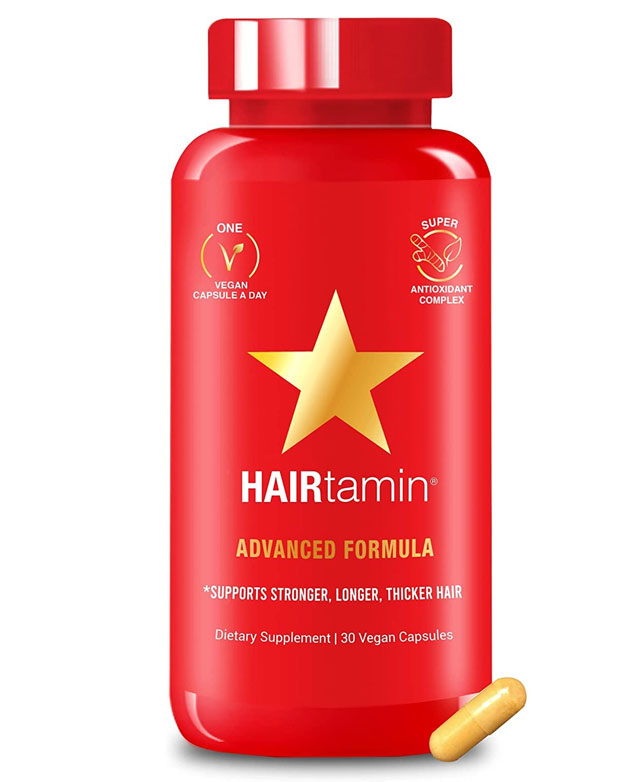 ONE
VEGAN
CAPSULE A DAY
SUPER
ANTIOXIDANT
COMPLEX
HAIRtamin®
ADVANCED FORMULA
*SUPPORTS STRONGER, LONGER, THICKER HAIR
Dietary Supplement | 30 Vegan Capsules